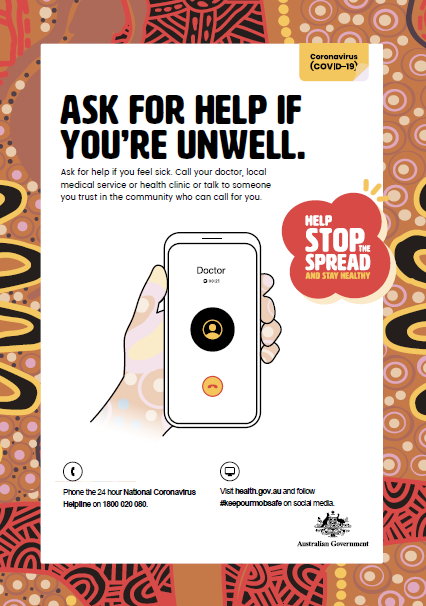 Coronavirus
(COVID-19)
ASK FOR HELP IF
YOU'RE UNWELL.
Ask for help if you feel sick. Call your doctor, local
medical service or health clinic or talk to someone
you trust in the community who can call for you.
HELP
STOP THE
SPREAD
AND STAY HEALTHY
Doctor
Phone the 24 hour National Coronavirus
Helpline on 1800 020 080.
Visit health.gov.au and follow
#keepourmobsafe on social media.
Australian Government